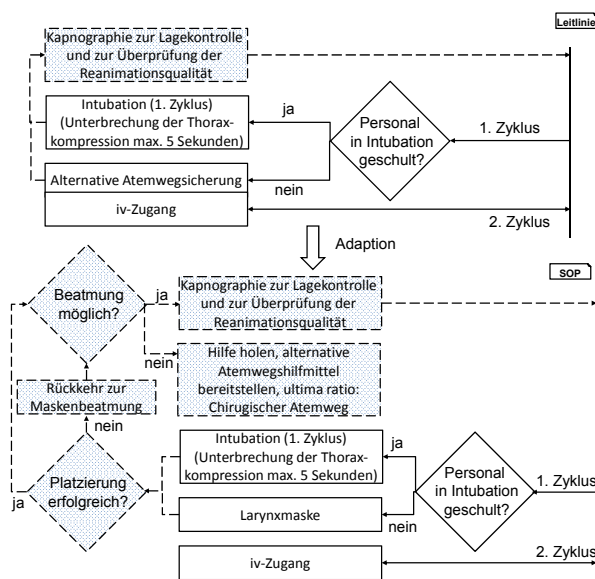 Leitlinie
Kapnographie zur Lagekontrolle
und zur Überprüfung der
Reanimationsqualität
Intubation (1. Zyklus)
(Unterbrechung der Thorax-
kompression max. 5 Sekunden)
ja
Personal
in Intubation
geschult?
1. Zyklus
Alternative Atemwegsicherung
nein
iv-Zugang
2. Zyklus
Adaption
SOP
Beatmung
möglich?
ja
Kapnographie zur Lagekontrolle
und zur Überprüfung der
Reanimationsqualität
nein
Hilfe holen, alternative
Atemwegshilfmittel
bereitstellen, ultima ratio:
Chirugischer Atemweg
Rückkehr zur
Maskenbeatmung
nein
Platzierung
erfolgreich?
ja
Intubation (1. Zyklus)
(Unterbrechung der Thorax-
kompression max. 5 Sekunden)
ja
Personal
in Intubation
geschult?
1. Zyklus
Larynxmaske
nein
iv-Zugang
2. Zyklus